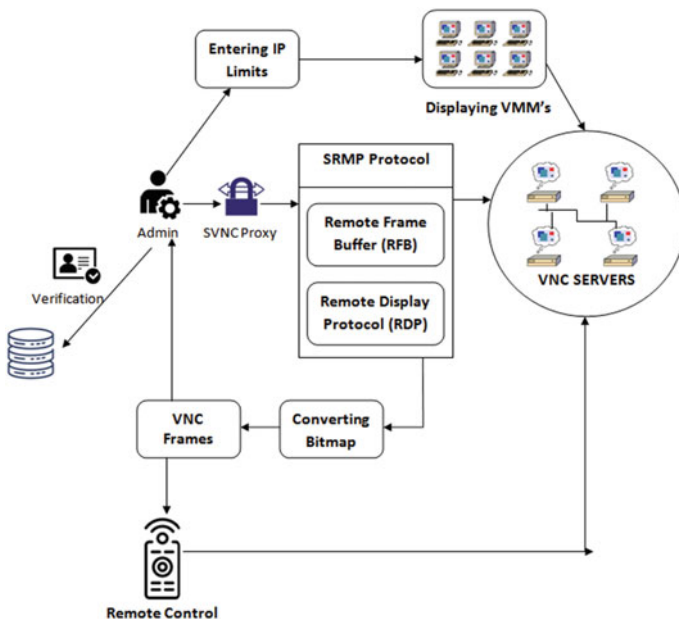 Entering IP
Limits
Displaying VMM's
SRMP Protocol
Admin
SVNC Proxy
Remote Frame
Buffer (RFB)
Remote Display
Protocol (RDP)
VNC SERVERS
Verification
VNC
Frames
Converting
Bitmap
Remote Control